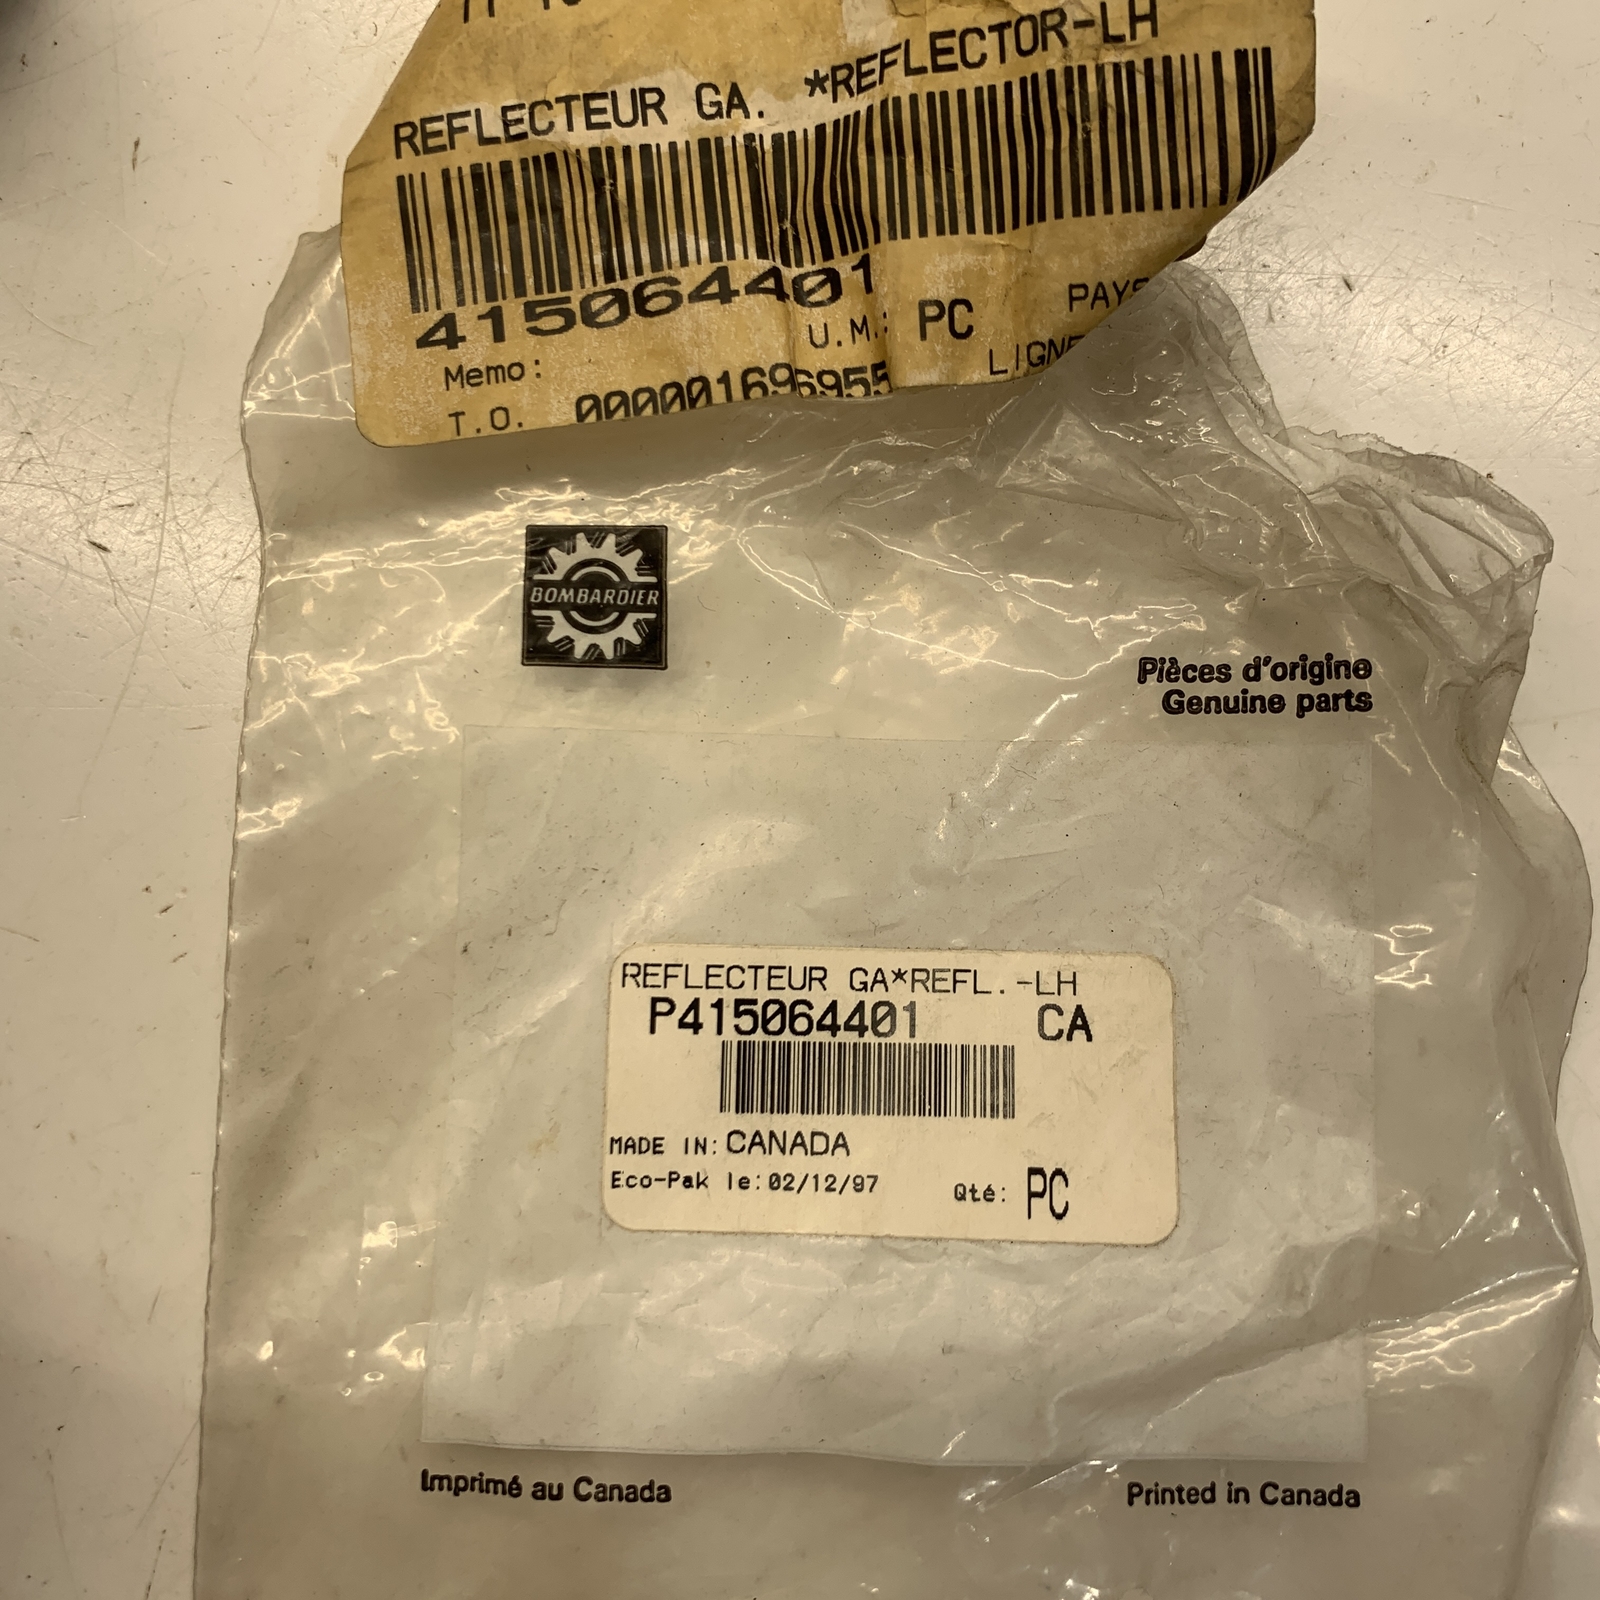 REFLECTEUR GA. *REFLECTOR-LH
415064401
U.M.: PC PAYS
Memo: LIGNE
T.O. 000001696955
BOMBARDIER
Pièces d'origine
Genuine parts
REFLECTEUR GA*REFL.-LH
P415064401 CA
MADE IN: CANADA
Eco-Pak le: 02/12/97 Qté: PC
Imprimé au Canada Printed in Canada